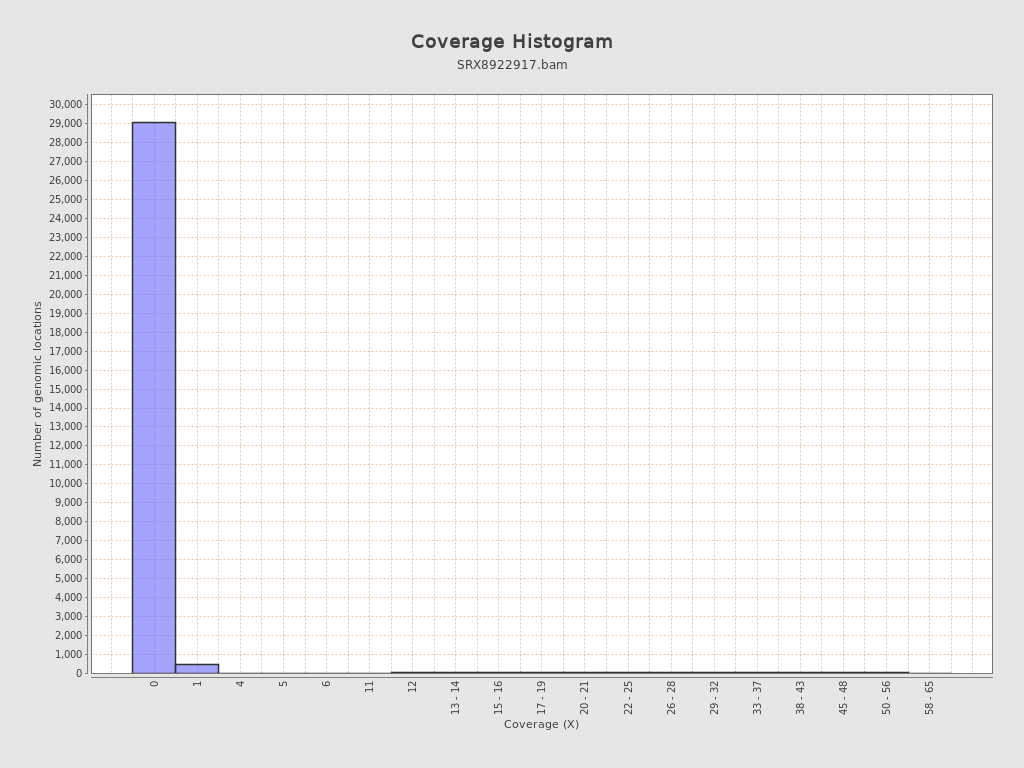 Coverage Histogram
SRX8922917.bam
Number of genomic locations
30,000
29,000
28,000
27,000
26,000
25,000
24,000
23,000
22,000
21,000
20,000
19,000
18,000
17,000
16,000
15,000
14,000
13,000
12,000
11,000
10,000
9,000
8,000
7,000
6,000
5,000
4,000
3,000
2,000
1,000
0
0
1
4
5
6
11
12
13 - 14
15 - 16
17 - 19
20 - 21
22 - 25
26 - 28
29 - 32
33 - 37
38 - 43
45 - 48
50 - 56
58 - 65
Coverage (X)